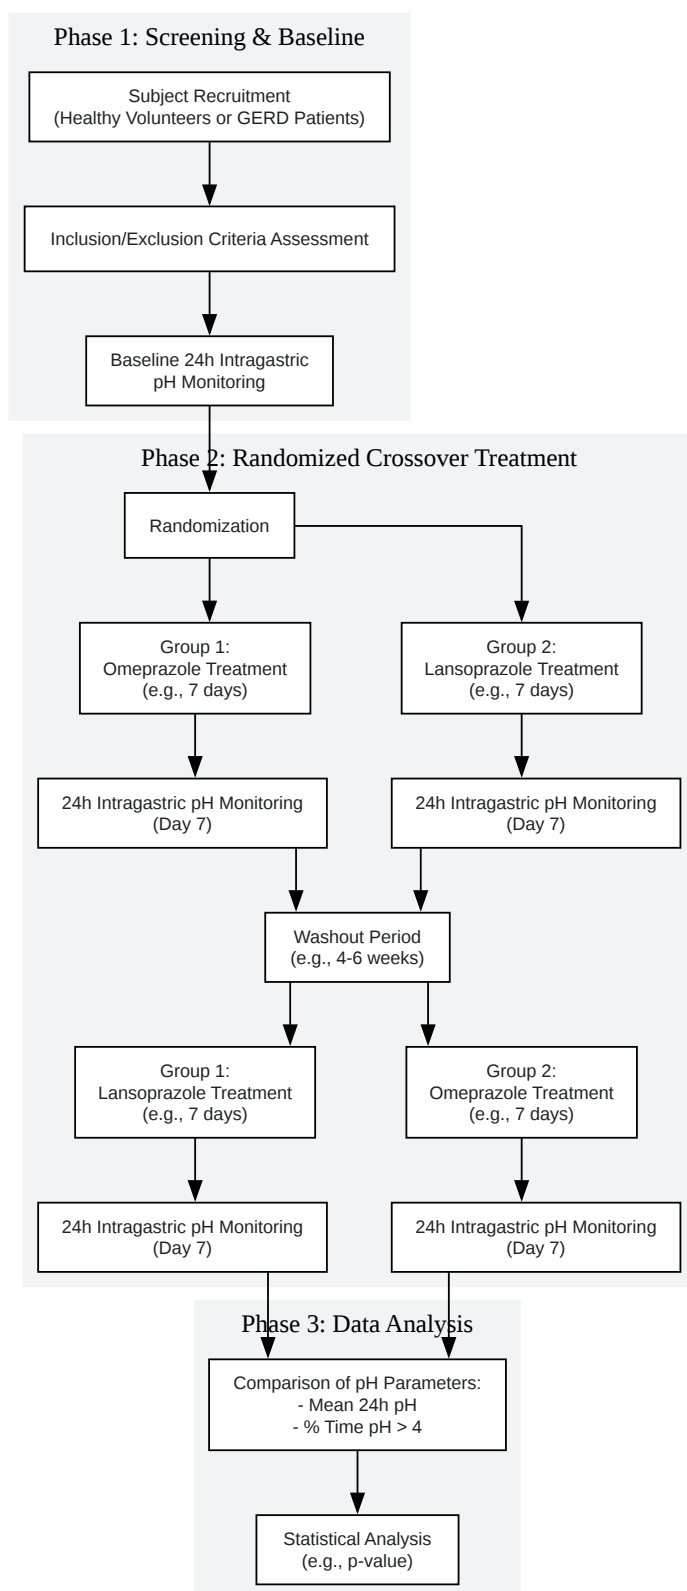 Phase 1: Screening & Baseline
Subject Recruitment
(Healthy Volunteers or GERD Patients)
Inclusion/Exclusion Criteria Assessment
Baseline 24h Intragastric
pH Monitoring
Phase 2: Randomized Crossover Treatment
Randomization
Group 1:
Omeprazole Treatment
(e.g., 7 days)
Group 2:
Lansoprazole Treatment
(e.g., 7 days)
24h Intragastric pH Monitoring
(Day 7)
24h Intragastric pH Monitoring
(Day 7)
Washout Period
(e.g., 4-6 weeks)
Group 1:
Lansoprazole Treatment
(e.g., 7 days)
Group 2:
Omeprazole Treatment
(e.g., 7 days)
24h Intragastric pH Monitoring
(Day 7)
24h Intragastric pH Monitoring
(Day 7)
Phase 3: Data Analysis
Comparison of pH Parameters:
- Mean 24h pH
- % Time pH > 4
Statistical Analysis
(e.g., p-value)